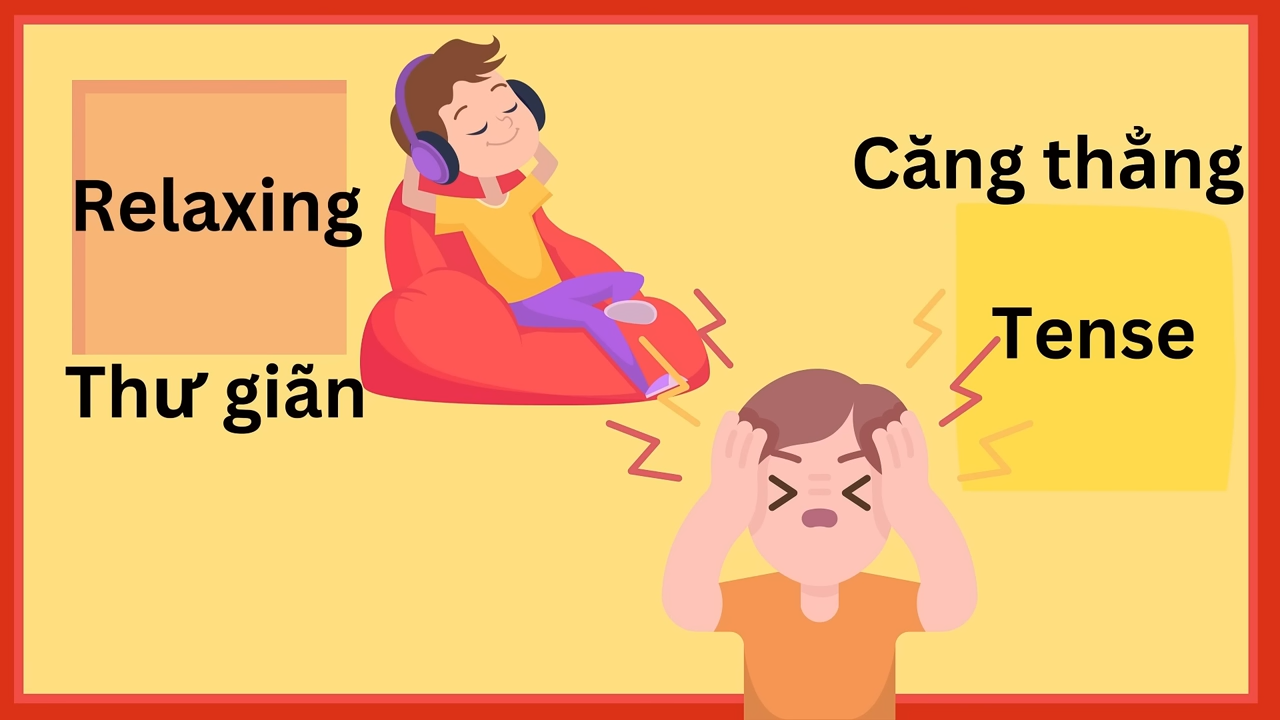 Relaxing
Thư giãn
Căng thẳng
Tense